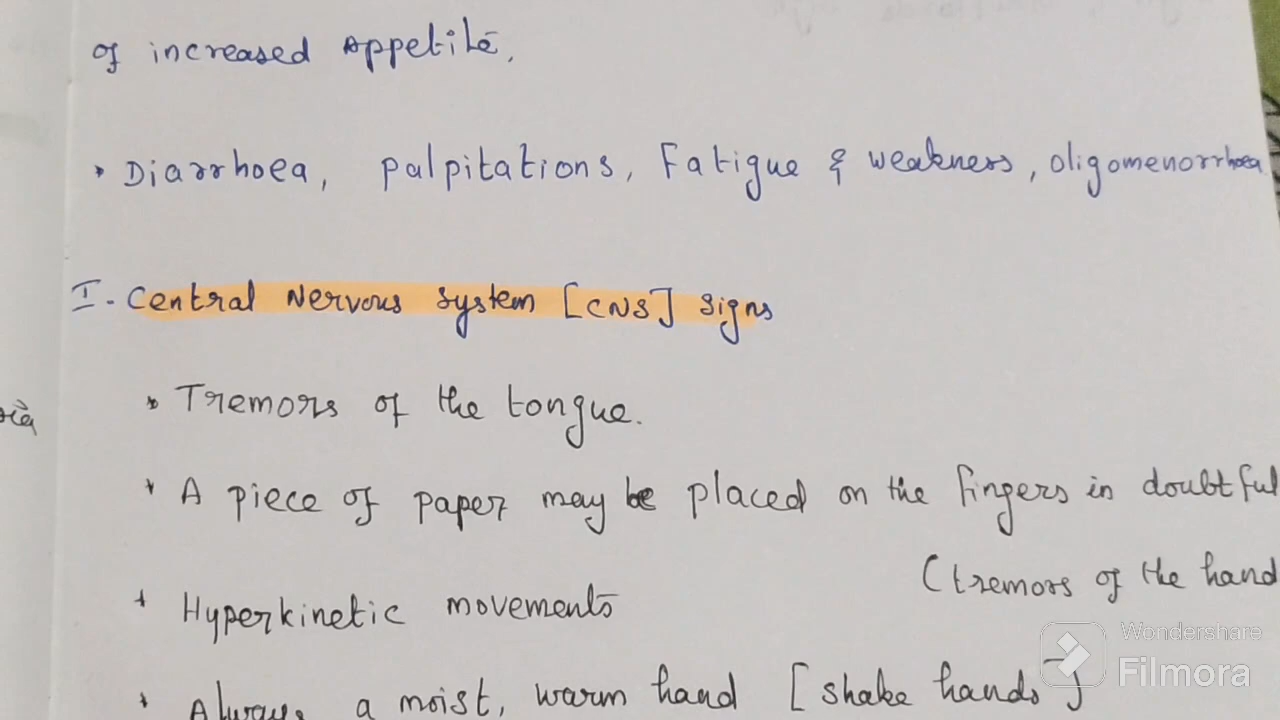 of increased Appetite.
• Diarrhoea, palpitations, Fatigue & weakness, oligomenorrhoea
I. Central Nervous System [CNS] Signs
• Tremors of the tongue.
• A piece of paper may be placed on the fingers in doubtful
(tremors of the hand
+ Hyperkinetic movements
• Always a moist, warm hand [shake hands]
Wondershare
Filmora